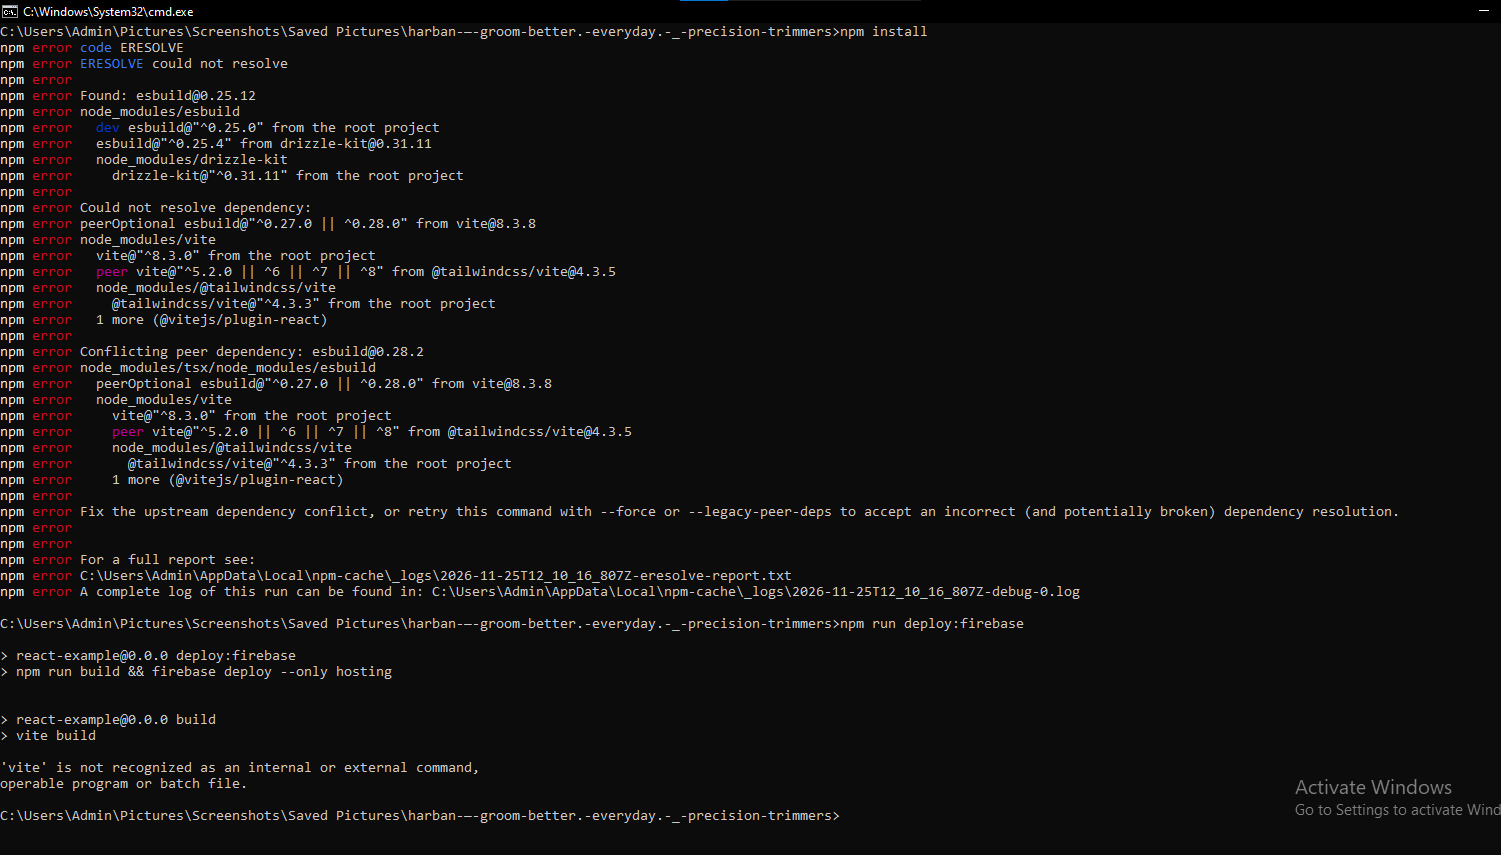 C:\Windows\System32\cmd.exe
C:\Users\Admin\Pictures\Screenshots\Saved Pictures\harban---groom-better.-everyday.-_-precision-trimmers>npm install
npm error code ERESOLVE
npm error ERESOLVE could not resolve
npm error
npm error Found: esbuild@0.25.12
npm error node_modules/esbuild
npm error   dev esbuild@"^0.25.0" from the root project
npm error   esbuild@"^0.25.4" from drizzle-kit@0.31.11
npm error   node_modules/drizzle-kit
npm error     drizzle-kit@"^0.31.11" from the root project
npm error
npm error Could not resolve dependency:
npm error peerOptional esbuild@"^0.27.0 || ^0.28.0" from vite@8.3.8
npm error node_modules/vite
npm error   vite@"^8.3.0" from the root project
npm error   peer vite@"^5.2.0 || ^6 || ^7 || ^8" from @tailwindcss/vite@4.3.5
npm error   node_modules/@tailwindcss/vite
npm error     @tailwindcss/vite@"^4.3.3" from the root project
npm error   1 more (@vitejs/plugin-react)
npm error
npm error Conflicting peer dependency: esbuild@0.28.2
npm error node_modules/tsx/node_modules/esbuild
npm error   peerOptional esbuild@"^0.27.0 || ^0.28.0" from vite@8.3.8
npm error   node_modules/vite
npm error     vite@"^8.3.0" from the root project
npm error     peer vite@"^5.2.0 || ^6 || ^7 || ^8" from @tailwindcss/vite@4.3.5
npm error     node_modules/@tailwindcss/vite
npm error       @tailwindcss/vite@"^4.3.3" from the root project
npm error     1 more (@vitejs/plugin-react)
npm error
npm error Fix the upstream dependency conflict, or retry this command with --force or --legacy-peer-deps to accept an incorrect (and potentially broken) dependency resolution.
npm error
npm error
npm error For a full report see:
npm error C:\Users\Admin\AppData\Local\npm-cache\_logs\2026-11-25T12_10_16_807Z-eresolve-report.txt
npm error A complete log of this run can be found in: C:\Users\Admin\AppData\Local\npm-cache\_logs\2026-11-25T12_10_16_807Z-debug-0.log
C:\Users\Admin\Pictures\Screenshots\Saved Pictures\harban---groom-better.-everyday.-_-precision-trimmers>npm run deploy:firebase
> react-example@0.0.0 deploy:firebase
> npm run build && firebase deploy --only hosting
> react-example@0.0.0 build
> vite build
'vite' is not recognized as an internal or external command,
operable program or batch file.
C:\Users\Admin\Pictures\Screenshots\Saved Pictures\harban---groom-better.-everyday.-_-precision-trimmers>
Activate Windows
Go to Settings to activate Wind